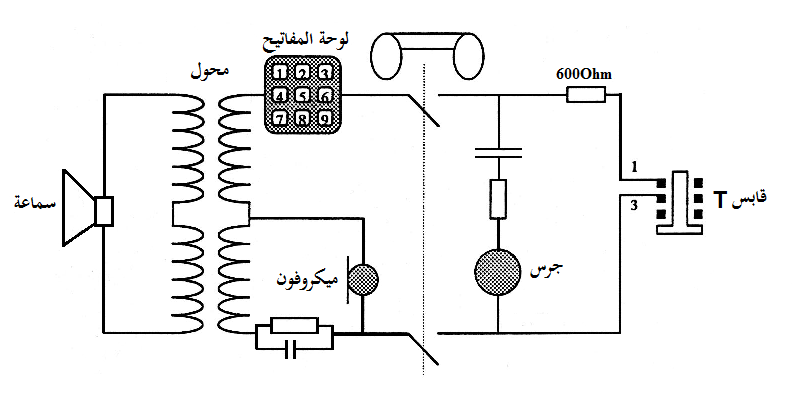 لوحة المفاتيح
محول
600Ohm
1 2 3
4 5 6
7 8 9
1
سماعة
قابس T
3
جرس
ميكروفون